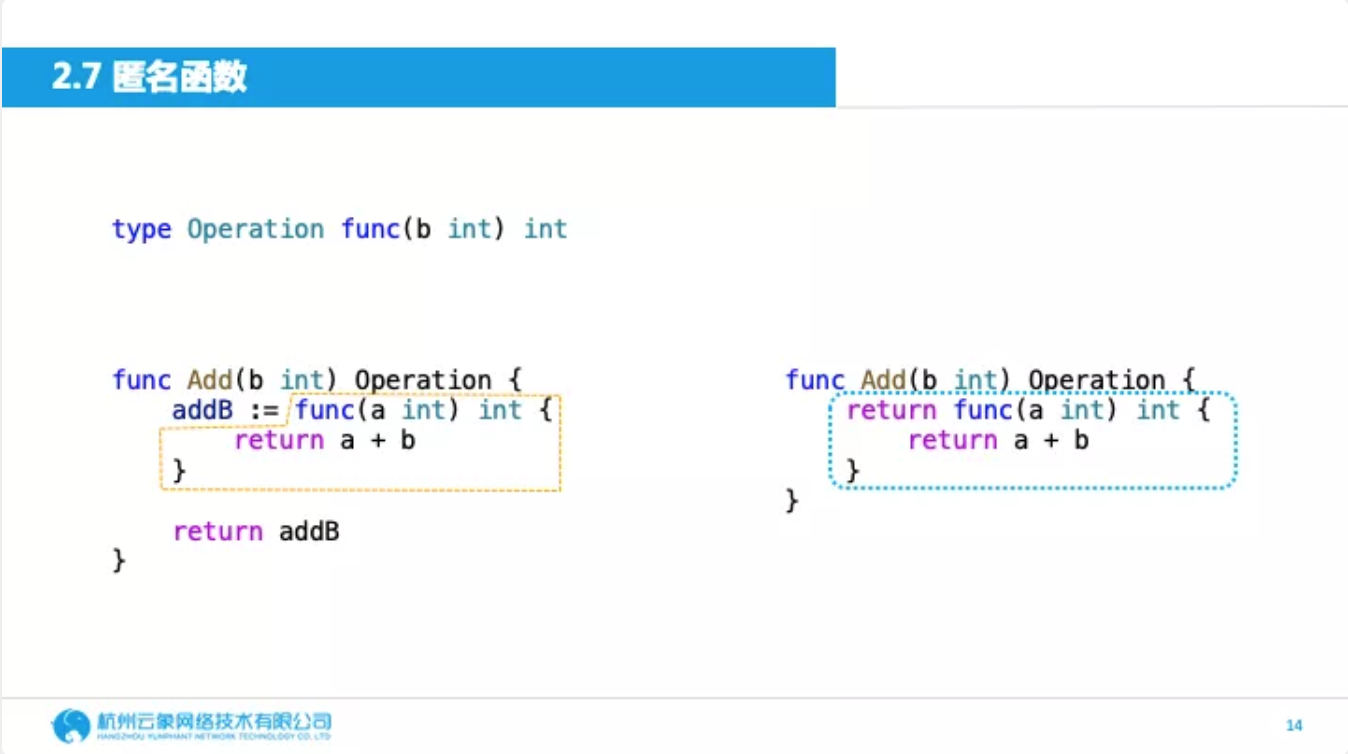 2.7 匿名函数
type Operation func(b int) int
func Add(b int) Operation {
    addB := func(a int) int {
        return a + b
    }

    return addB
}
func Add(b int) Operation {
    return func(a int) int {
        return a + b
    }
}
杭州云象网络技术有限公司
HANGZHOU YUNPHANT NETWORK TECHNOLOGY CO., LTD
14